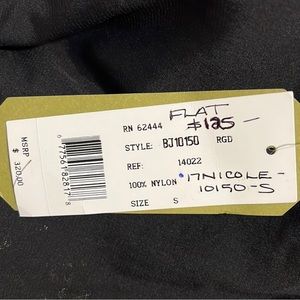 FLAT
$125-
RN 62444
STYLE: BJ10150 RGD
REF: 14022
100% NYLON
17NICOLE-
10150-S
SIZE S
MSRP $ 320.00